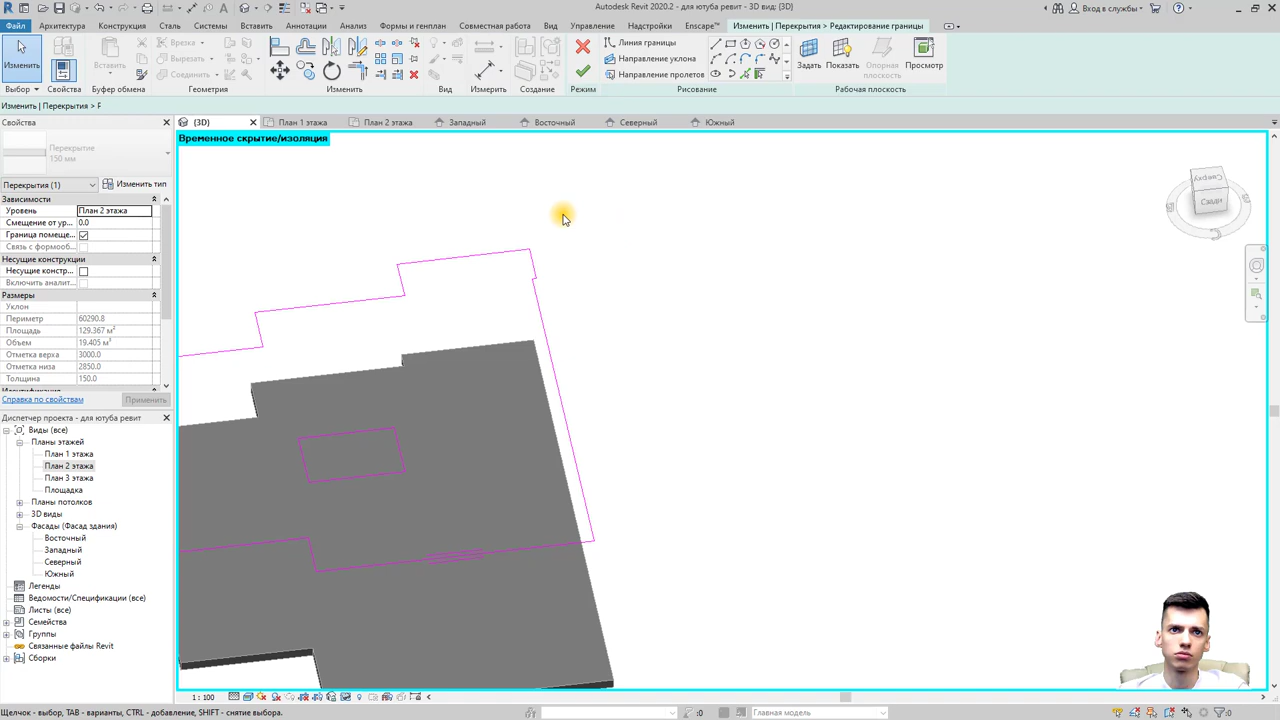 Autodesk Revit 2020.2 - для ютуба ревит - 3D вид: {3D}
Вход в службы
Файл Архитектура Конструкция Сталь Системы Вставить Аннотации Анализ Формы и генплан Совместная работа Вид Управление Надстройки Enscape™ Изменить | Перекрытия > Редактирование границы
Изменить
Вставить
Врезка
Вырезать
Соединить
Линия границы
Направление уклона
Направление пролетов
Задать Показать Опорная плоскость Просмотр
Выбор Свойства Буфер обмена Геометрия Изменить Вид Измерить Создание Режим Рисование Рабочая плоскость
Изменить | Перекрытия > Р
Свойства
{3D} План 1 этажа План 2 этажа Западный Восточный Северный Южный
Временное скрытие/изоляция
Перекрытие
150 мм
Перекрытия (1) Изменить тип
Зависимости
Уровень План 2 этажа
Смещение от ур... 0.0
Граница помеще...
Связь с формооб...
Несущие конструкции
Несущие констр...
Включить аналит...
Размеры
Уклон
Периметр 60290.8
Площадь 129.367 м²
Объем 19.405 м²
Отметка верха 3000.0
Отметка низа 2850.0
Толщина 150.0
Справка по свойствам Применить
Диспетчер проекта - для ютуба ревит
Виды (все)
Планы этажей
План 1 этажа
План 2 этажа
План 3 этажа
Площадка
Планы потолков
3D виды
Фасады (Фасад здания)
Восточный
Западный
Северный
Южный
Легенды
Ведомости/Спецификации (все)
Листы (все)
Семейства
Группы
Связанные файлы Revit
Сборки
Сверху
Сзади
1 : 100
Щелчок - выбор, TAB - варианты, CTRL - добавление, SHIFT - снятие выбора.
:0
Главная модель
:0